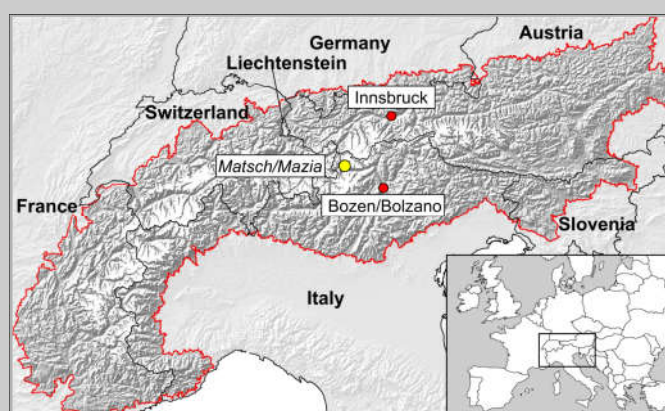 Austria
Germany
Liechtenstein
Innsbruck
Switzerland
Matsch/Mazia
France
Bozen/Bolzano
Slovenia
Italy